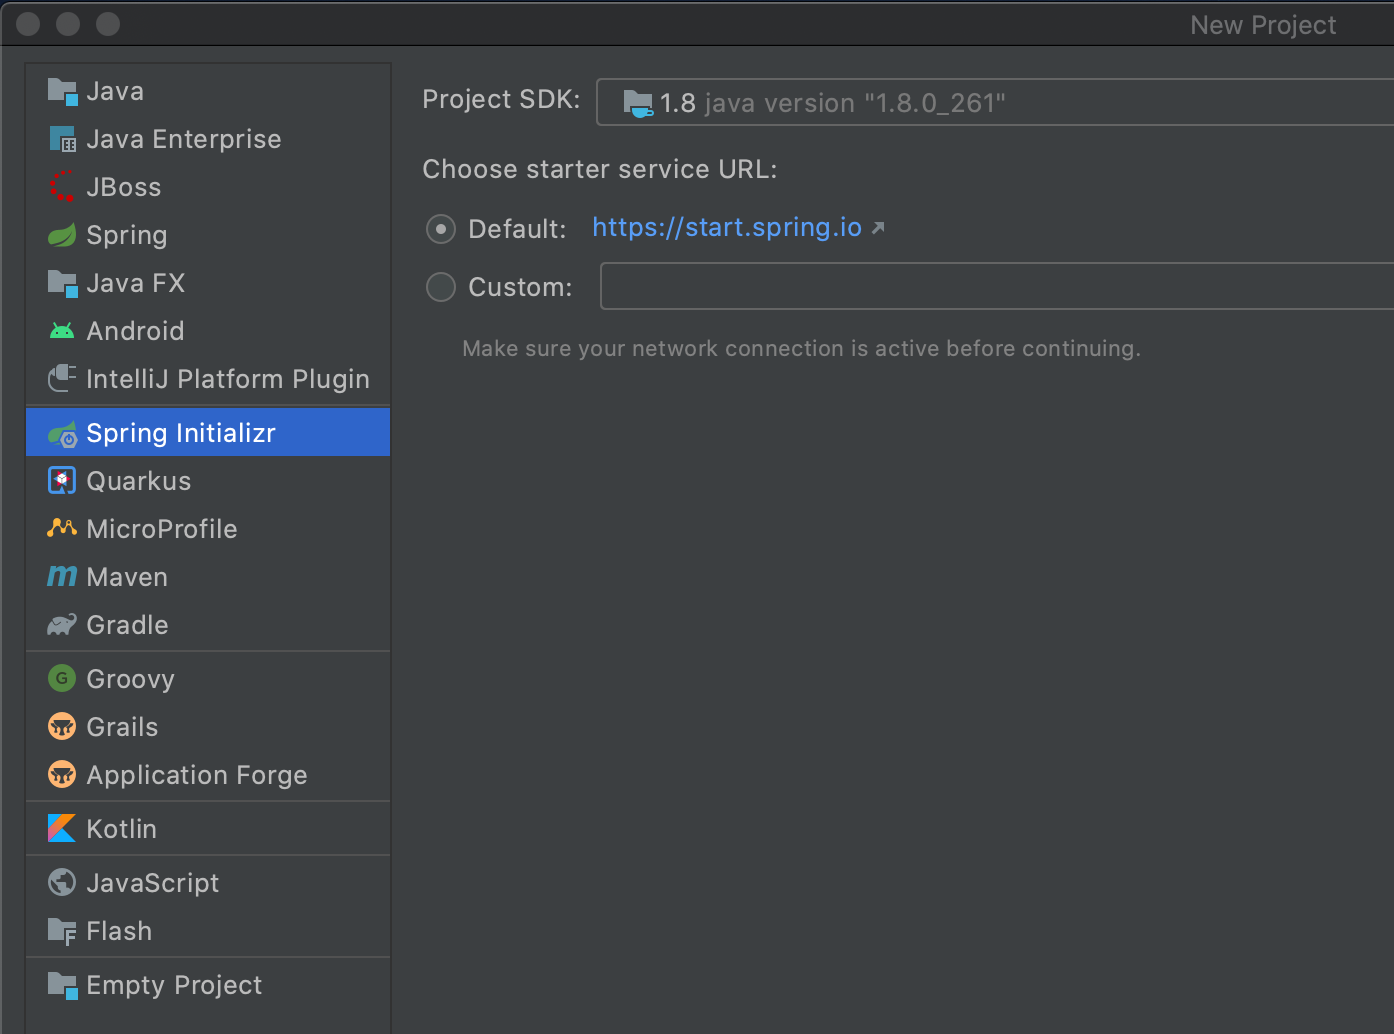 New Project
Java
Java Enterprise
JBoss
Spring
Java FX
Android
IntelliJ Platform Plugin
Spring Initializr
Quarkus
MicroProfile
Maven
Gradle
Groovy
Grails
Application Forge
Kotlin
JavaScript
Flash
Empty Project
Project SDK: 1.8 java version "1.8.0_261"
Choose starter service URL:
Default: https://start.spring.io
Custom:
Make sure your network connection is active before continuing.